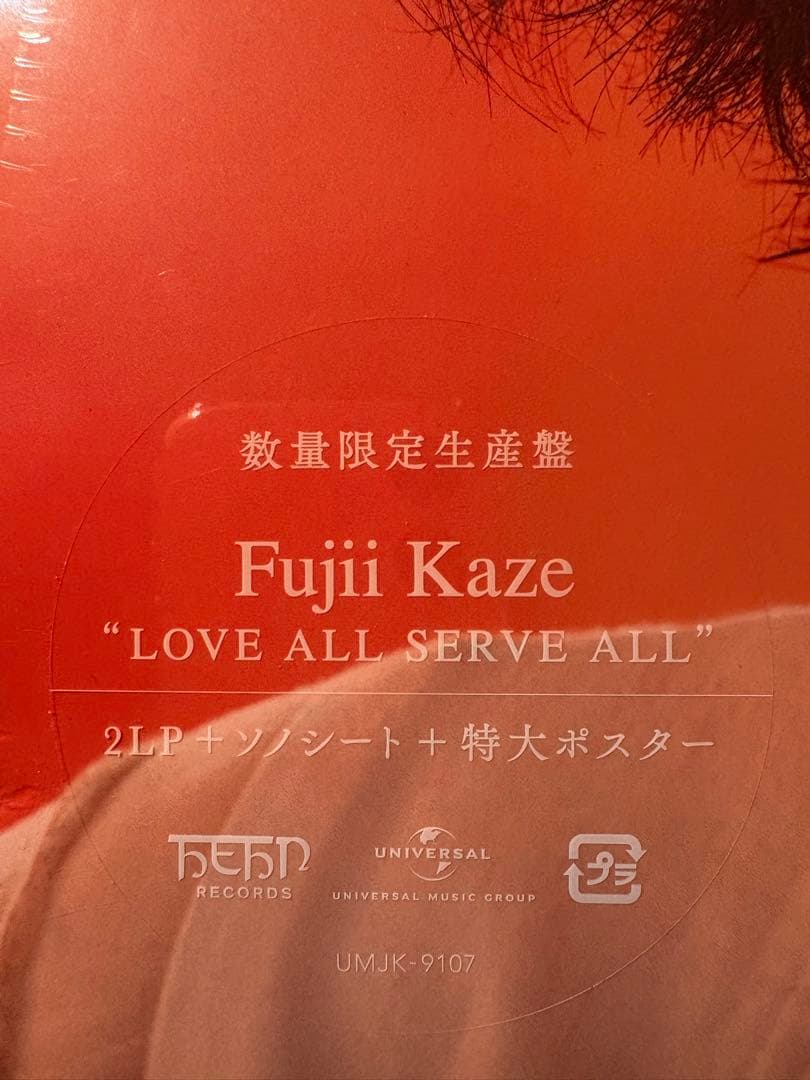 数量限定生産盤
Fujii Kaze
“LOVE ALL SERVE ALL”
2LP＋ソノシート＋特大ポスター
HEHN
RECORDS
UNIVERSAL
UNIVERSAL MUSIC GROUP
プラ
UMJK-9107